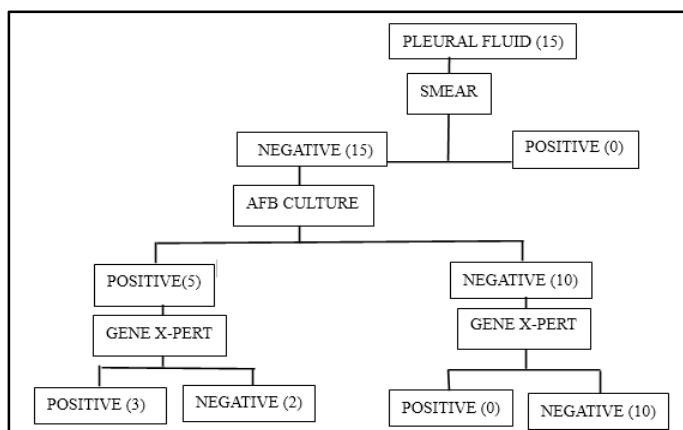 PLEURAL FLUID (15)
SMEAR
NEGATIVE (15)
POSITIVE (0)
AFB CULTURE
POSITIVE(5)
NEGATIVE (10)
GENE X-PERT
GENE X-PERT
POSITIVE (3)
NEGATIVE (2)
POSITIVE (0)
NEGATIVE (10)